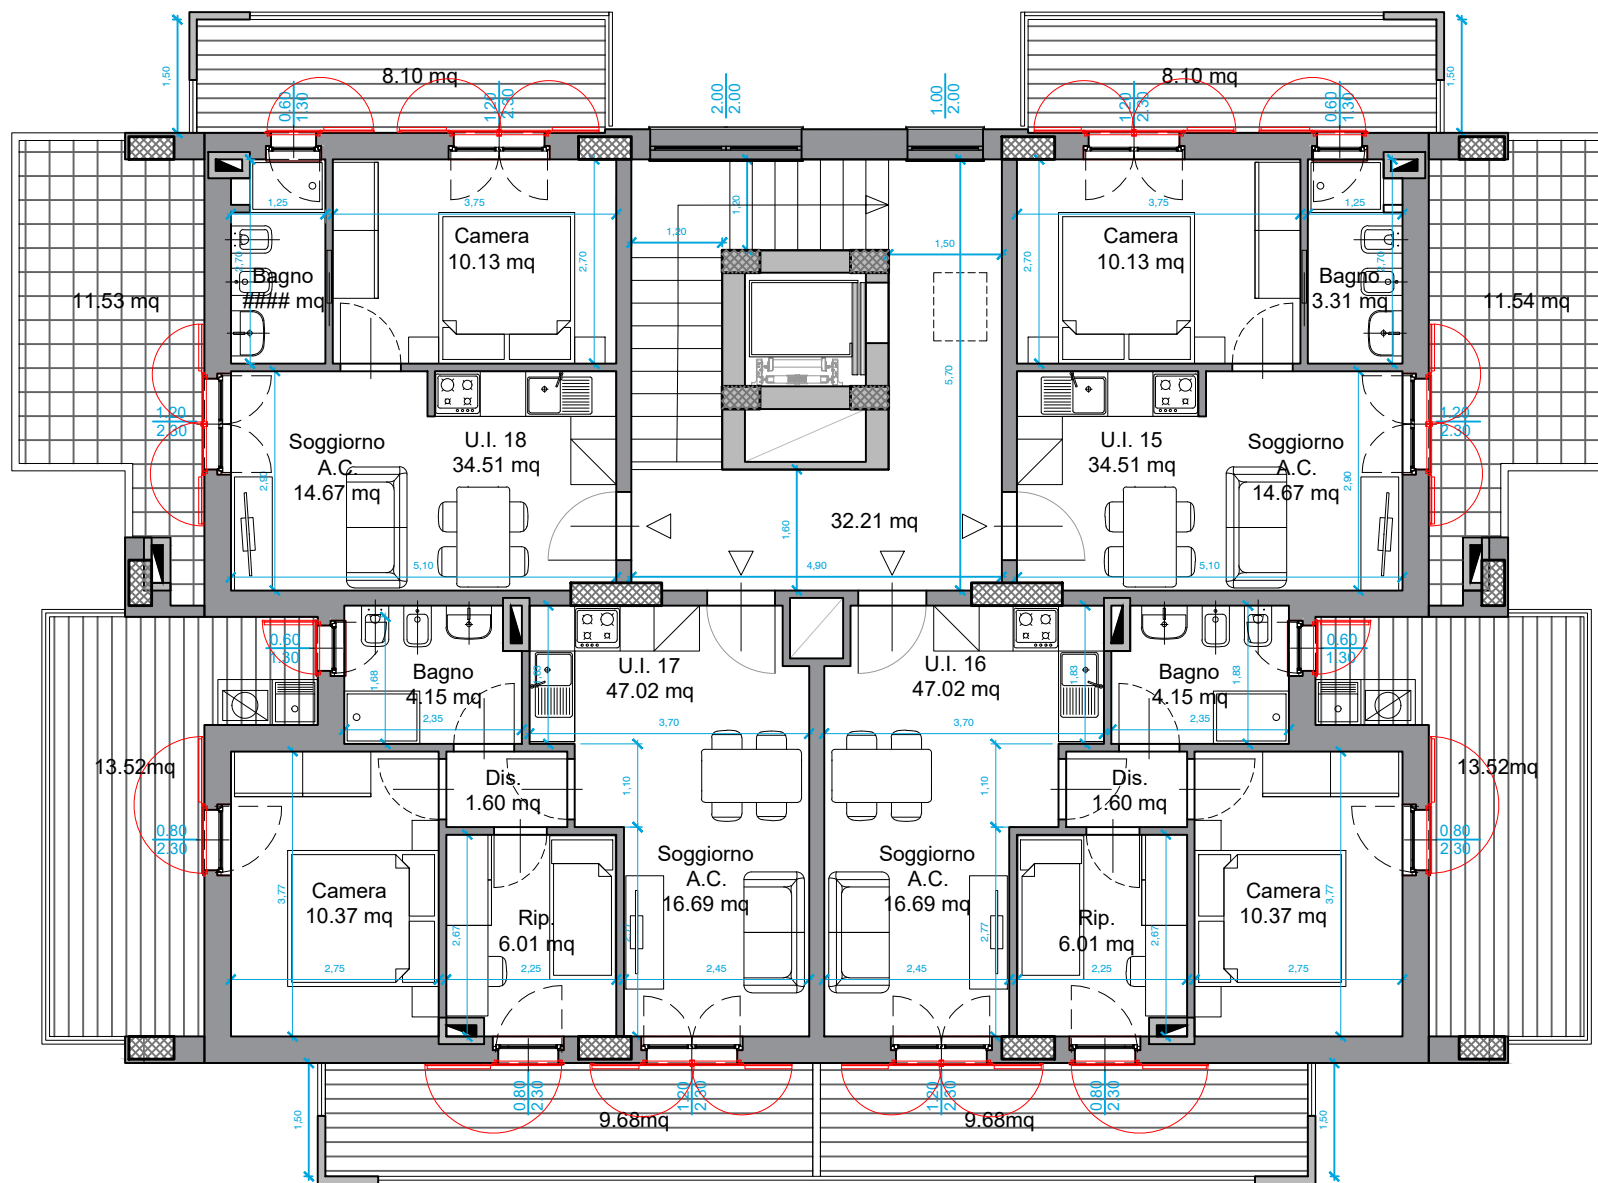 8.10 mq
8.10 mq
1,50
1,50
0.60
1.30
1.20
2.30
2.00
2.00
1.00
2.00
1.20
2.30
0.60
1.30
1,25
3,75
1,20
1,20
1,50
3,75
1,25
Camera
10.13 mq
Camera
10.13 mq
2,70
2,70
2,70
2,70
Bagno
#### mq
Bagno
3.31 mq
11.53 mq
11.54 mq
5,70
1.20
2.30
1.20
2.30
Soggiorno
A.C.
14.67 mq
U.I. 18
34.51 mq
U.I. 15
34.51 mq
Soggiorno
A.C.
14.67 mq
2,90
2,90
32.21 mq
1,60
5,10
4,90
5,10
0.60
1.30
0.60
1.30
Bagno
4.15 mq
U.I. 17
47.02 mq
U.I. 16
47.02 mq
Bagno
4.15 mq
1,68
1,83
1,83
1,83
2,35
3,70
3,70
2,35
13.52mq
13.52mq
Dis.
1.60 mq
Dis.
1.60 mq
1,10
1,10
0.80
2.30
0.80
2.30
Soggiorno
A.C.
16.69 mq
Soggiorno
A.C.
16.69 mq
Camera
10.37 mq
Camera
10.37 mq
3,77
3,77
Rip.
6.01 mq
Rip.
6.01 mq
2,67
2,77
2,77
2,67
2,75
2,25
2,45
2,45
2,25
2,75
0.80
2.30
1.20
2.30
1.20
2.30
0.80
2.30
9.68mq
9.68mq
1,50
1,50